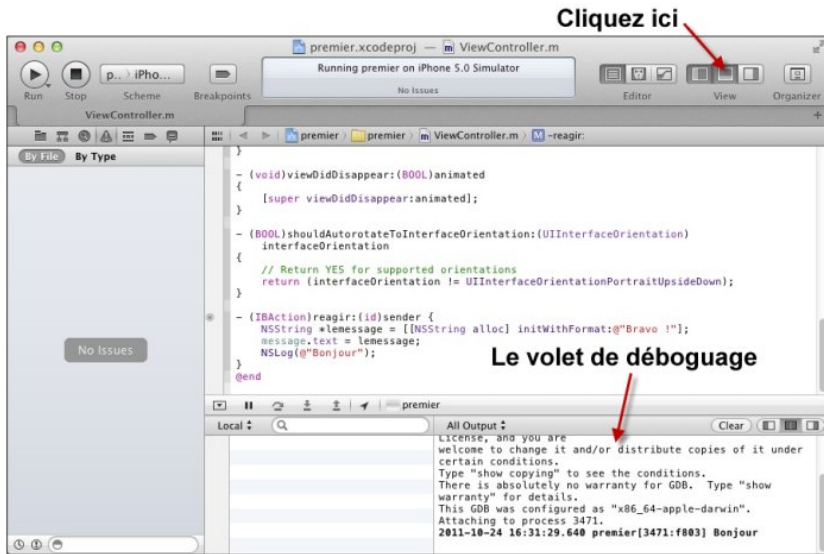 Cliquez ici
premier.xcodeproj — ViewController.m
Running premier on iPhone 5.0 Simulator
No Issues
p.. iPho...
Run Stop Scheme Breakpoints Editor View Organizer
ViewController.m
premier premier ViewController.m -reagir:
By File By Type
}
- (void)viewDidDisappear:(BOOL)animated
{
[super viewDidDisappear:animated];
}
- (BOOL)shouldAutorotateToInterfaceOrientation:(UIInterfaceOrientation)
interfaceOrientation
{
// Return YES for supported orientations
return (interfaceOrientation != UIInterfaceOrientationPortraitUpsideDown);
}
- (IBAction)reagir:(id)sender {
NSString *lemessage = [[NSString alloc] initWithFormat:@"Bravo !"];
message.text = lemessage;
NSLog(@"Bonjour");
}
@end
No Issues
Le volet de déboguage
premier
Local All Output Clear
License, and you are
welcome to change it and/or distribute copies of it under
certain conditions.
Type "show copying" to see the conditions.
There is absolutely no warranty for GDB. Type "show
warranty" for details.
This GDB was configured as "x86_64-apple-darwin".
Attaching to process 3471.
2011-10-24 16:31:29.640 premier[3471:f803] Bonjour